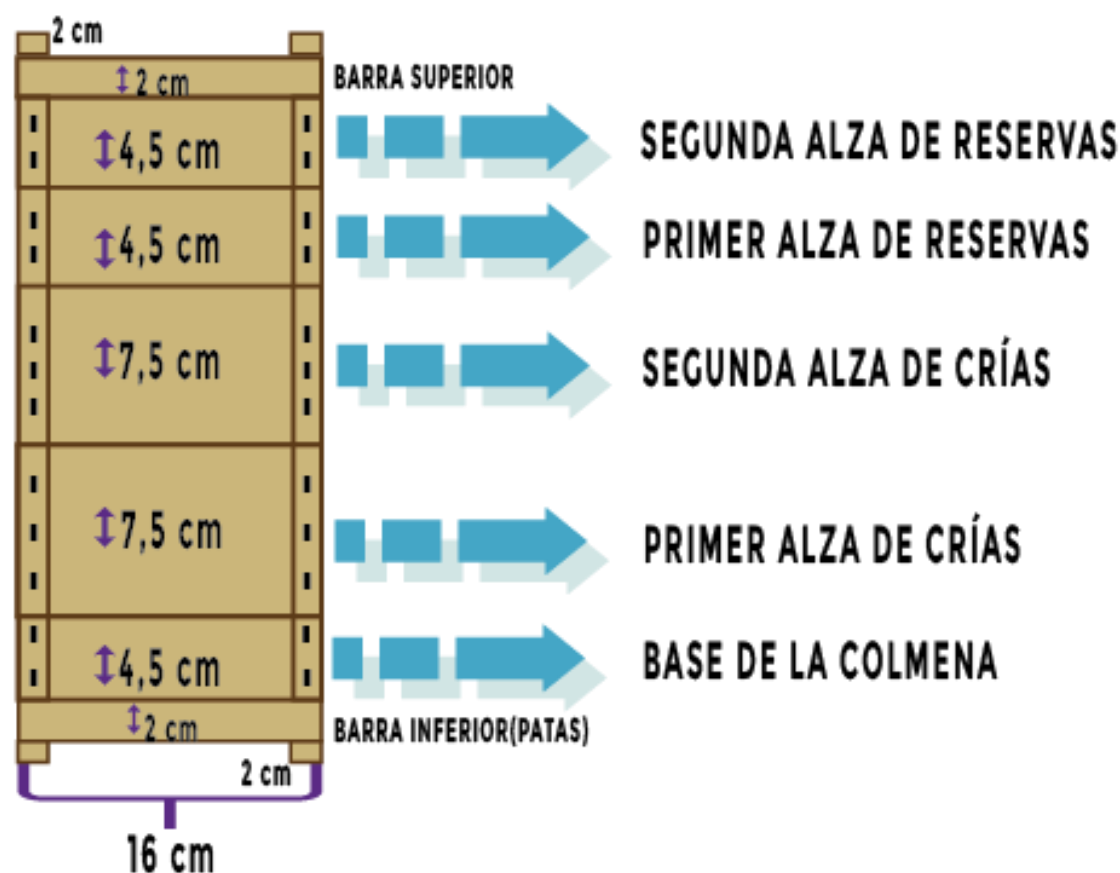 2 cm
2 cm
BARRA SUPERIOR
4,5 cm
SEGUNDA ALZA DE RESERVAS
4,5 cm
PRIMER ALZA DE RESERVAS
7,5 cm
SEGUNDA ALZA DE CRÍAS
7,5 cm
PRIMER ALZA DE CRÍAS
4,5 cm
BASE DE LA COLMENA
2 cm
BARRA INFERIOR(PATAS)
2 cm
16 cm